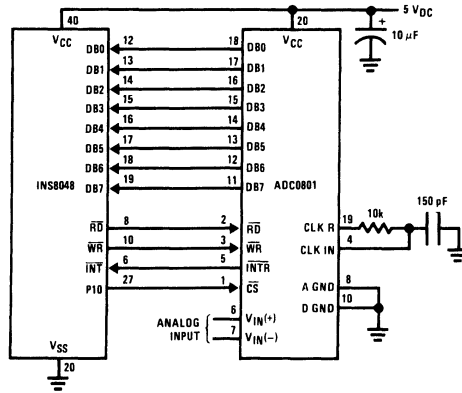 5 VDC
40
20
VCC
VCC
+
10 µF
DB0 12 18 DB0
DB1 13 17 DB1
DB2 14 16 DB2
DB3 15 15 DB3
DB4 16 14 DB4
DB5 17 13 DB5
DB6 18 12 DB6
DB7 19 11 DB7
INS8048
ADC0801
RD 8 2 RD
WR 10 3 WR
INT 6 5 INTR
P10 27 1 CS
CLK R 19 10k
150 pF
CLK IN 4
A GND 8
D GND 10
ANALOG
INPUT
6 VIN(+)
7 VIN(−)
VSS
20